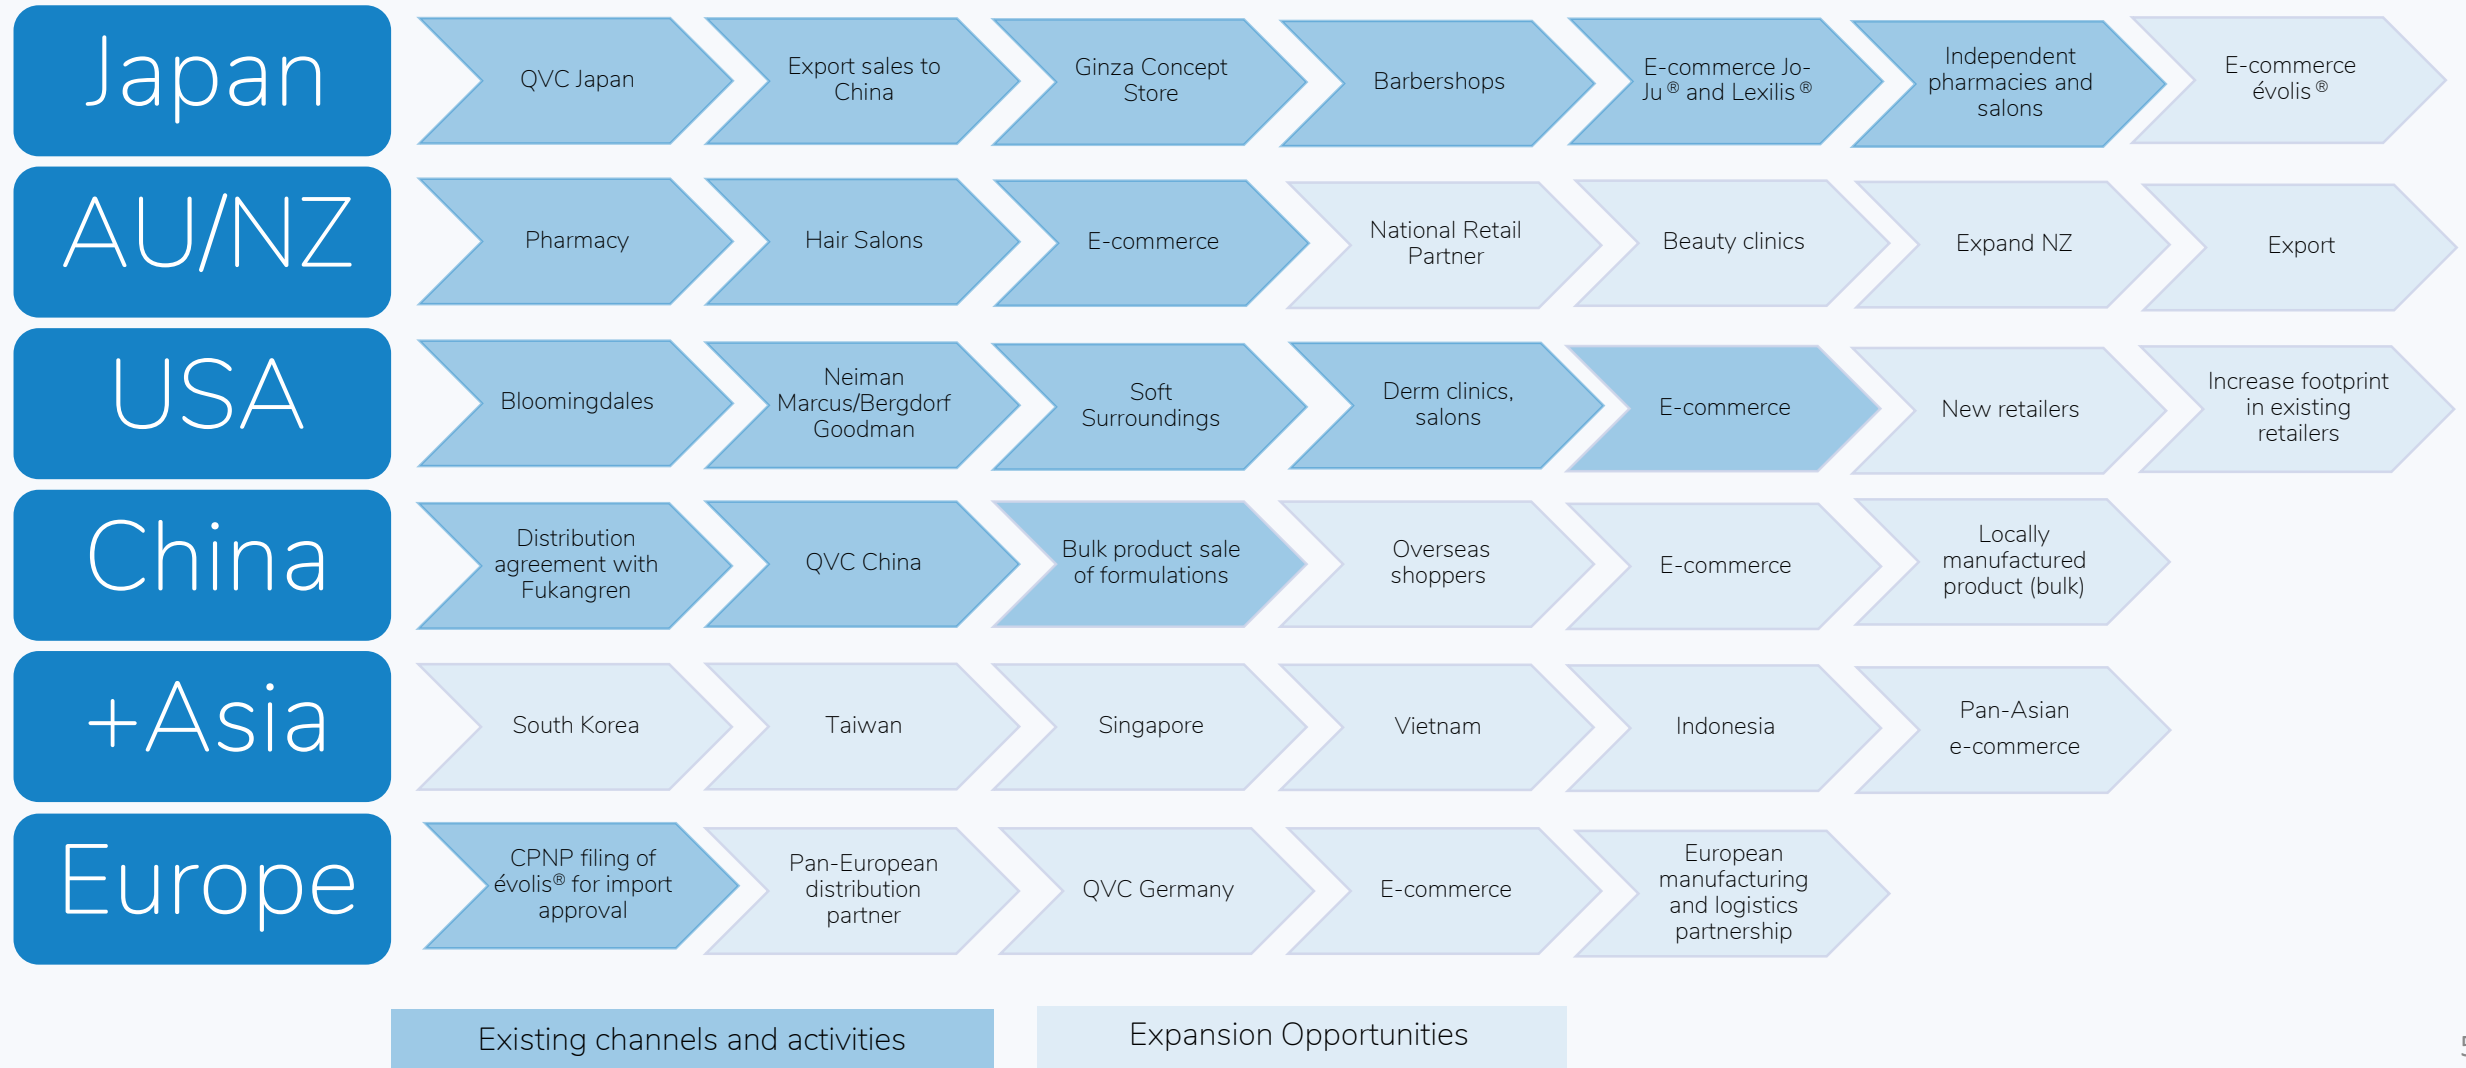 Japan
QVC Japan
Export sales to
China
Ginza Concept
Store
Barbershops
E-commerce Jo-
Ju® and Lexilis®
Independent
pharmacies and
salons
E-commerce
évolis®
AU/NZ
Pharmacy
Hair Salons
E-commerce
National Retail
Partner
Beauty clinics
Expand NZ
Export
USA
Bloomingdales
Neiman
Marcus/Bergdorf
Goodman
Soft
Surroundings
Derm clinics,
salons
E-commerce
New retailers
Increase footprint
in existing
retailers
China
Distribution
agreement with
Fukangren
QVC China
Bulk product sale
of formulations
Overseas
shoppers
E-commerce
Locally
manufactured
product (bulk)
+Asia
South Korea
Taiwan
Singapore
Vietnam
Indonesia
Pan-Asian
e-commerce
Europe
CPNP filing of
évolis® for import
approval
Pan-European
distribution
partner
QVC Germany
E-commerce
European
manufacturing
and logistics
partnership
Existing channels and activities
Expansion Opportunities